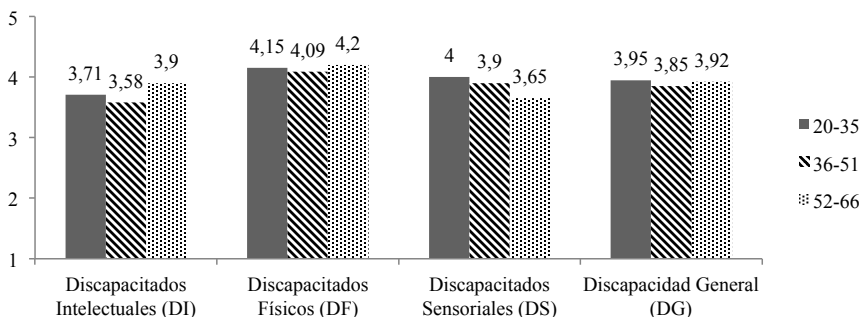 5
4
3
2
1
3,71
3,58
3,9
4,15
4,09
4,2
4
3,9
3,65
3,95
3,85
3,92
Discapacitados
Intelectuales (DI)
Discapacitados
Físicos (DF)
Discapacitados
Sensoriales (DS)
Discapacidad General
(DG)
20-35
36-51
52-66